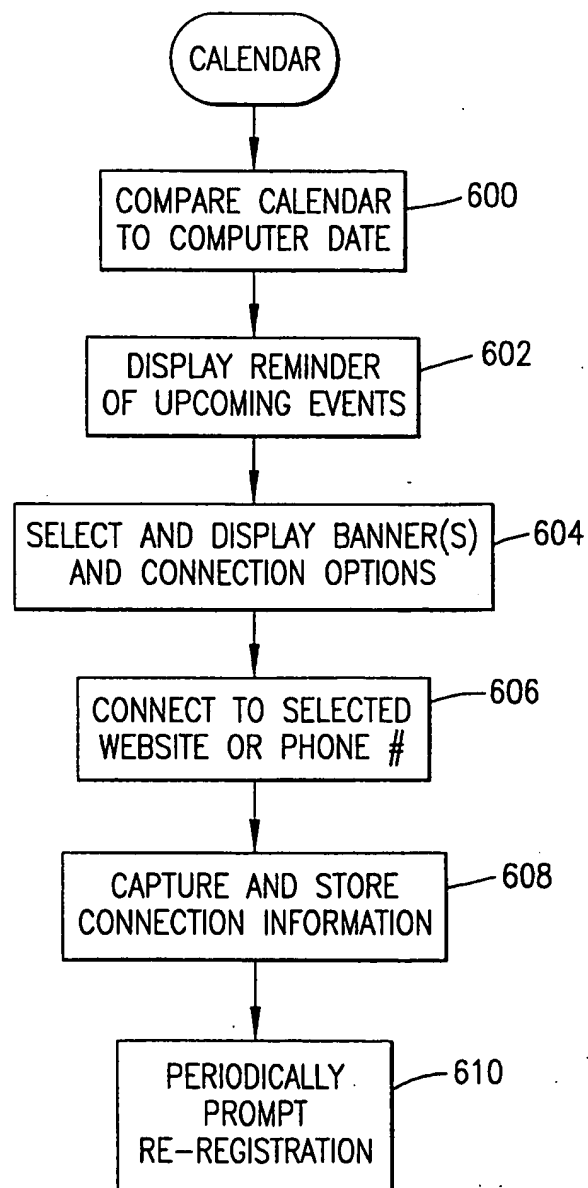 CALENDAR
COMPARE CALENDAR
TO COMPUTER DATE
600
DISPLAY REMINDER
OF UPCOMING EVENTS
602
SELECT AND DISPLAY BANNER(S)
AND CONNECTION OPTIONS
604
CONNECT TO SELECTED
WEBSITE OR PHONE #
606
CAPTURE AND STORE
CONNECTION INFORMATION
608
PERIODICALLY
PROMPT
RE-REGISTRATION
610